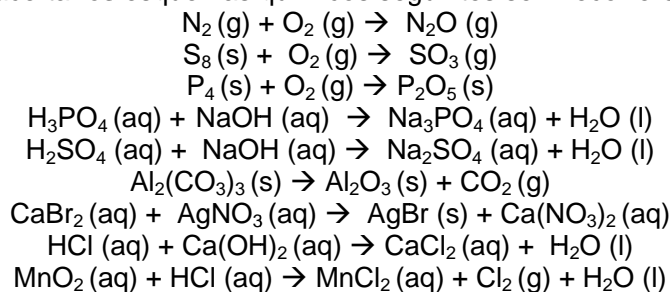 N₂ (g) + O₂ (g) → N₂O (g)
S₈ (s) + O₂ (g) → SO₃ (g)
P₄ (s) + O₂ (g) → P₂O₅ (s)
H₃PO₄ (aq) + NaOH (aq) → Na₃PO₄ (aq) + H₂O (l)
H₂SO₄ (aq) + NaOH (aq) → Na₂SO₄ (aq) + H₂O (l)
Al₂(CO₃)₃ (s) → Al₂O₃ (s) + CO₂ (g)
CaBr₂ (aq) + AgNO₃ (aq) → AgBr (s) + Ca(NO₃)₂ (aq)
HCl (aq) + Ca(OH)₂ (aq) → CaCl₂ (aq) + H₂O (l)
MnO₂ (aq) + HCl (aq) → MnCl₂ (aq) + Cl₂ (g) + H₂O (l)